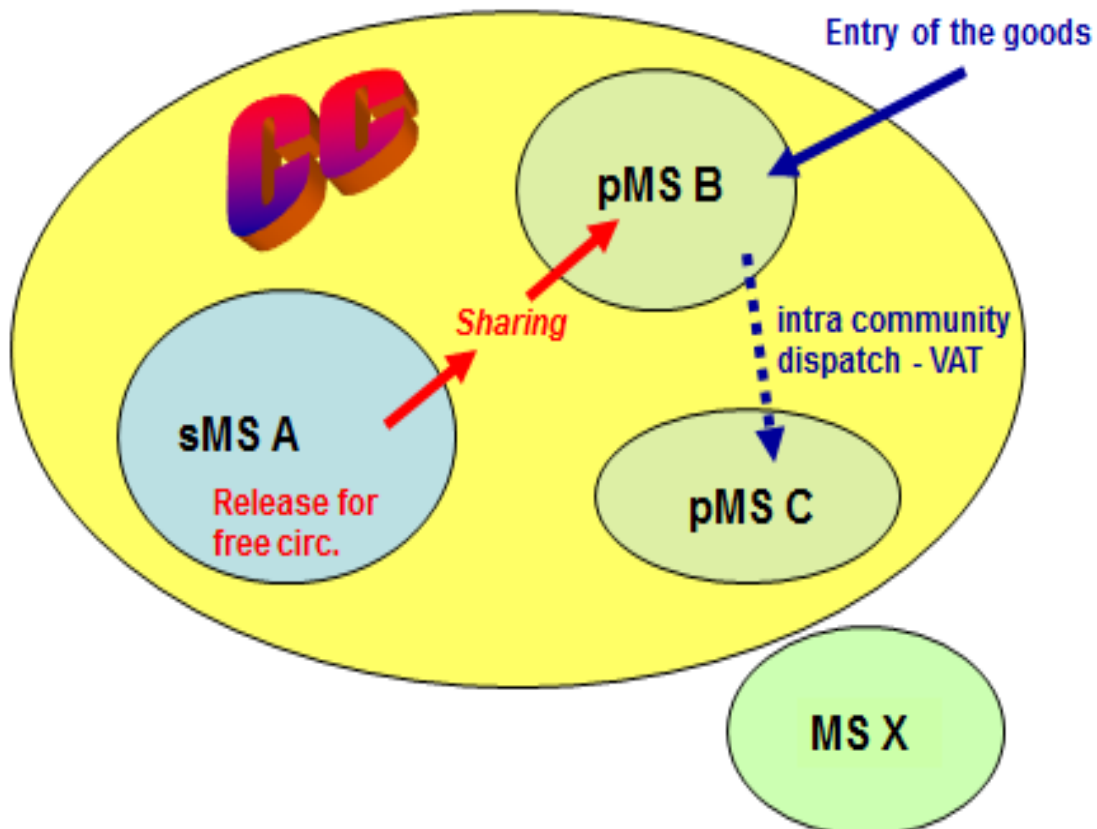 Entry of the goods
CC
pMS B
Sharing
intra community
dispatch - VAT
sMS A
Release for
free circ.
pMS C
MS X